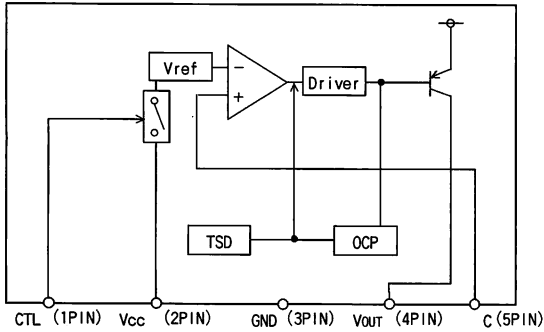 Vref
−
+
Driver
TSD
OCP
CTL (1PIN) Vcc (2PIN) GND (3PIN) VOUT (4PIN) C (5PIN)